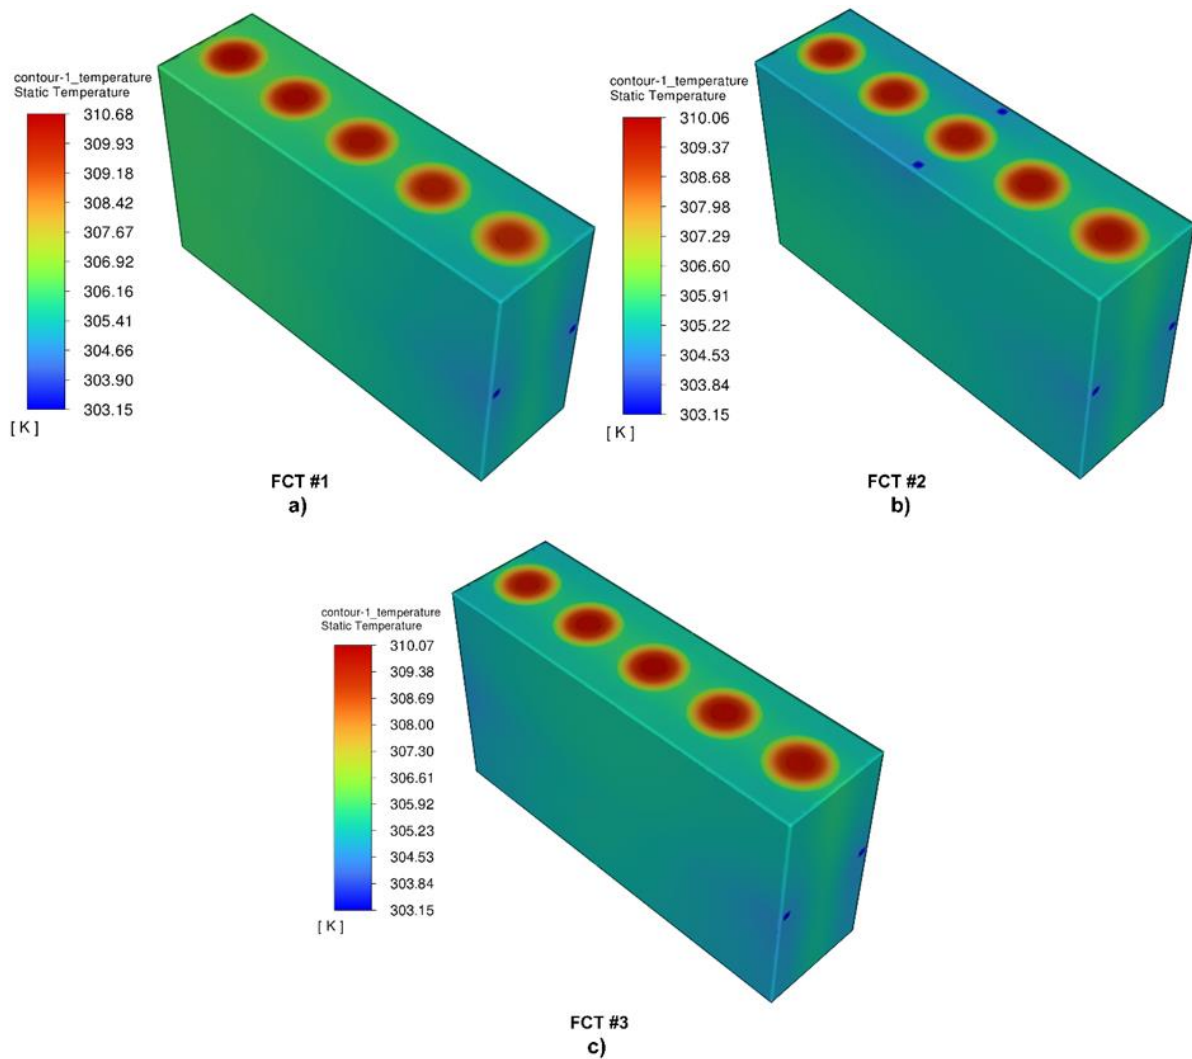 contour-1_temperature
Static Temperature
310.68
309.93
309.18
308.42
307.67
306.92
306.16
305.41
304.66
303.90
303.15
[ K ]
FCT #1
a)
contour-1_temperature
Static Temperature
310.06
309.37
308.68
307.98
307.29
306.60
305.91
305.22
304.53
303.84
303.15
[ K ]
FCT #2
b)
contour-1_temperature
Static Temperature
310.07
309.38
308.69
308.00
307.30
306.61
305.92
305.23
304.53
303.84
303.15
[ K ]
FCT #3
c)